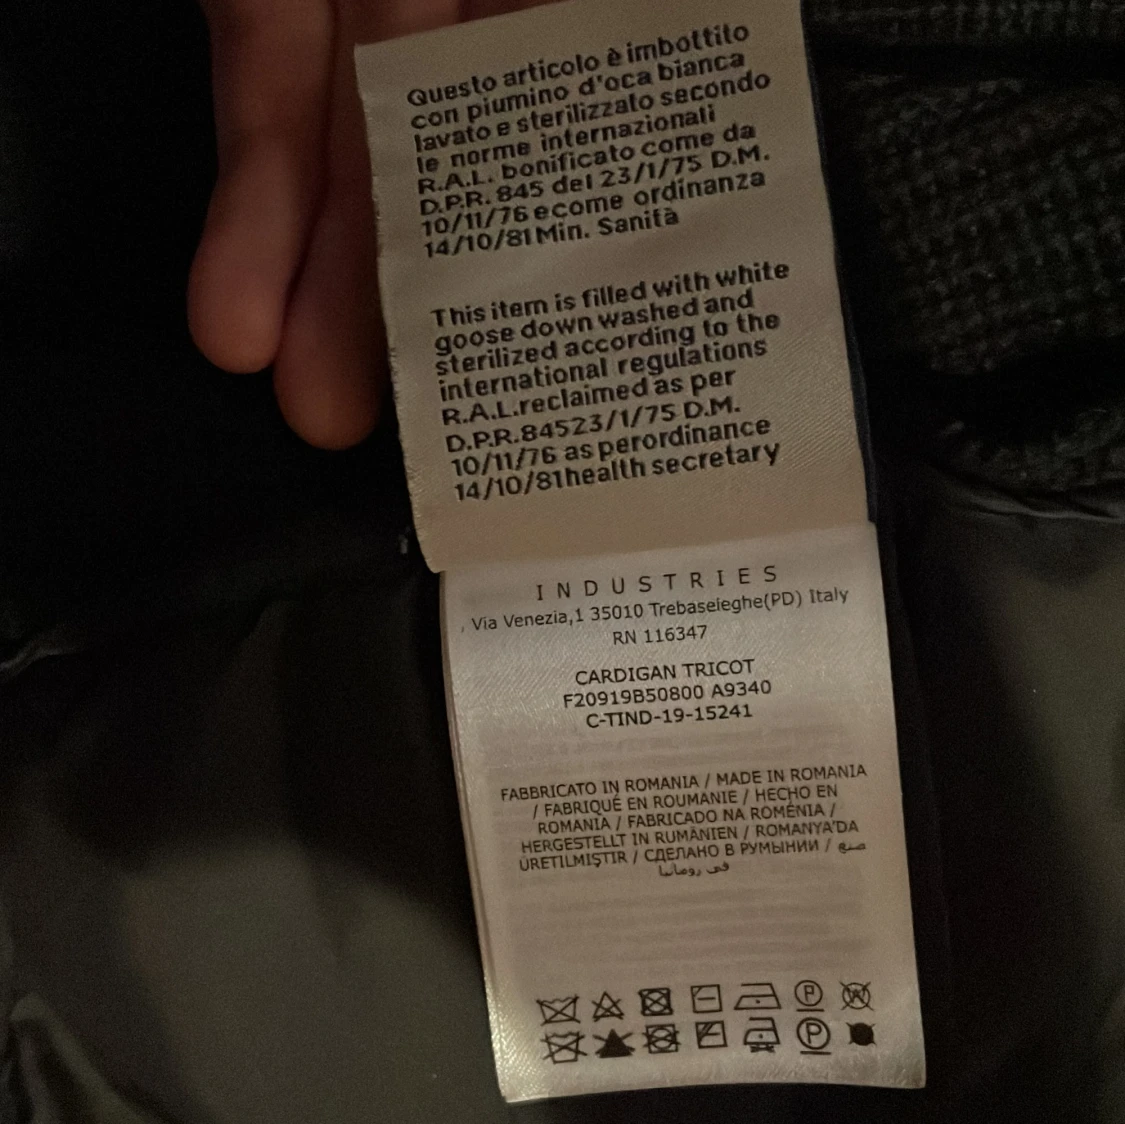 Questo articolo è imbottito
con piumino d'oca bianca
lavato e sterilizzato secondo
le norme internazionali
R.A.L. bonificato come da
D.P.R. 845 del 23/1/75 D.M.
10/11/76 ecome ordinanza
14/10/81 Min. Sanità
This item is filled with white
goose down washed and
sterilized according to the
international regulations
R.A.L.reclaimed as per
D.P.R.84523/1/75 D.M.
10/11/76 as perordinance
14/10/81health secretary
INDUSTRIES
, Via Venezia,1 35010 Trebaseieghe(PD) Italy
RN 116347
CARDIGAN TRICOT
F20919B50800 A9340
C-TIND-19-15241
FABBRICATO IN ROMANIA / MADE IN ROMANIA
/ FABRIQUÉ EN ROUMANIE / HECHO EN
ROMANIA / FABRICADO NA ROMÉNIA /
HERGESTELLT IN RUMÄNIEN / ROMANYA'DA
ÜRETILMIŞTIR / СДЕЛАНО В РУМЫНИИ / صنع
فى رومانيا
P W
P